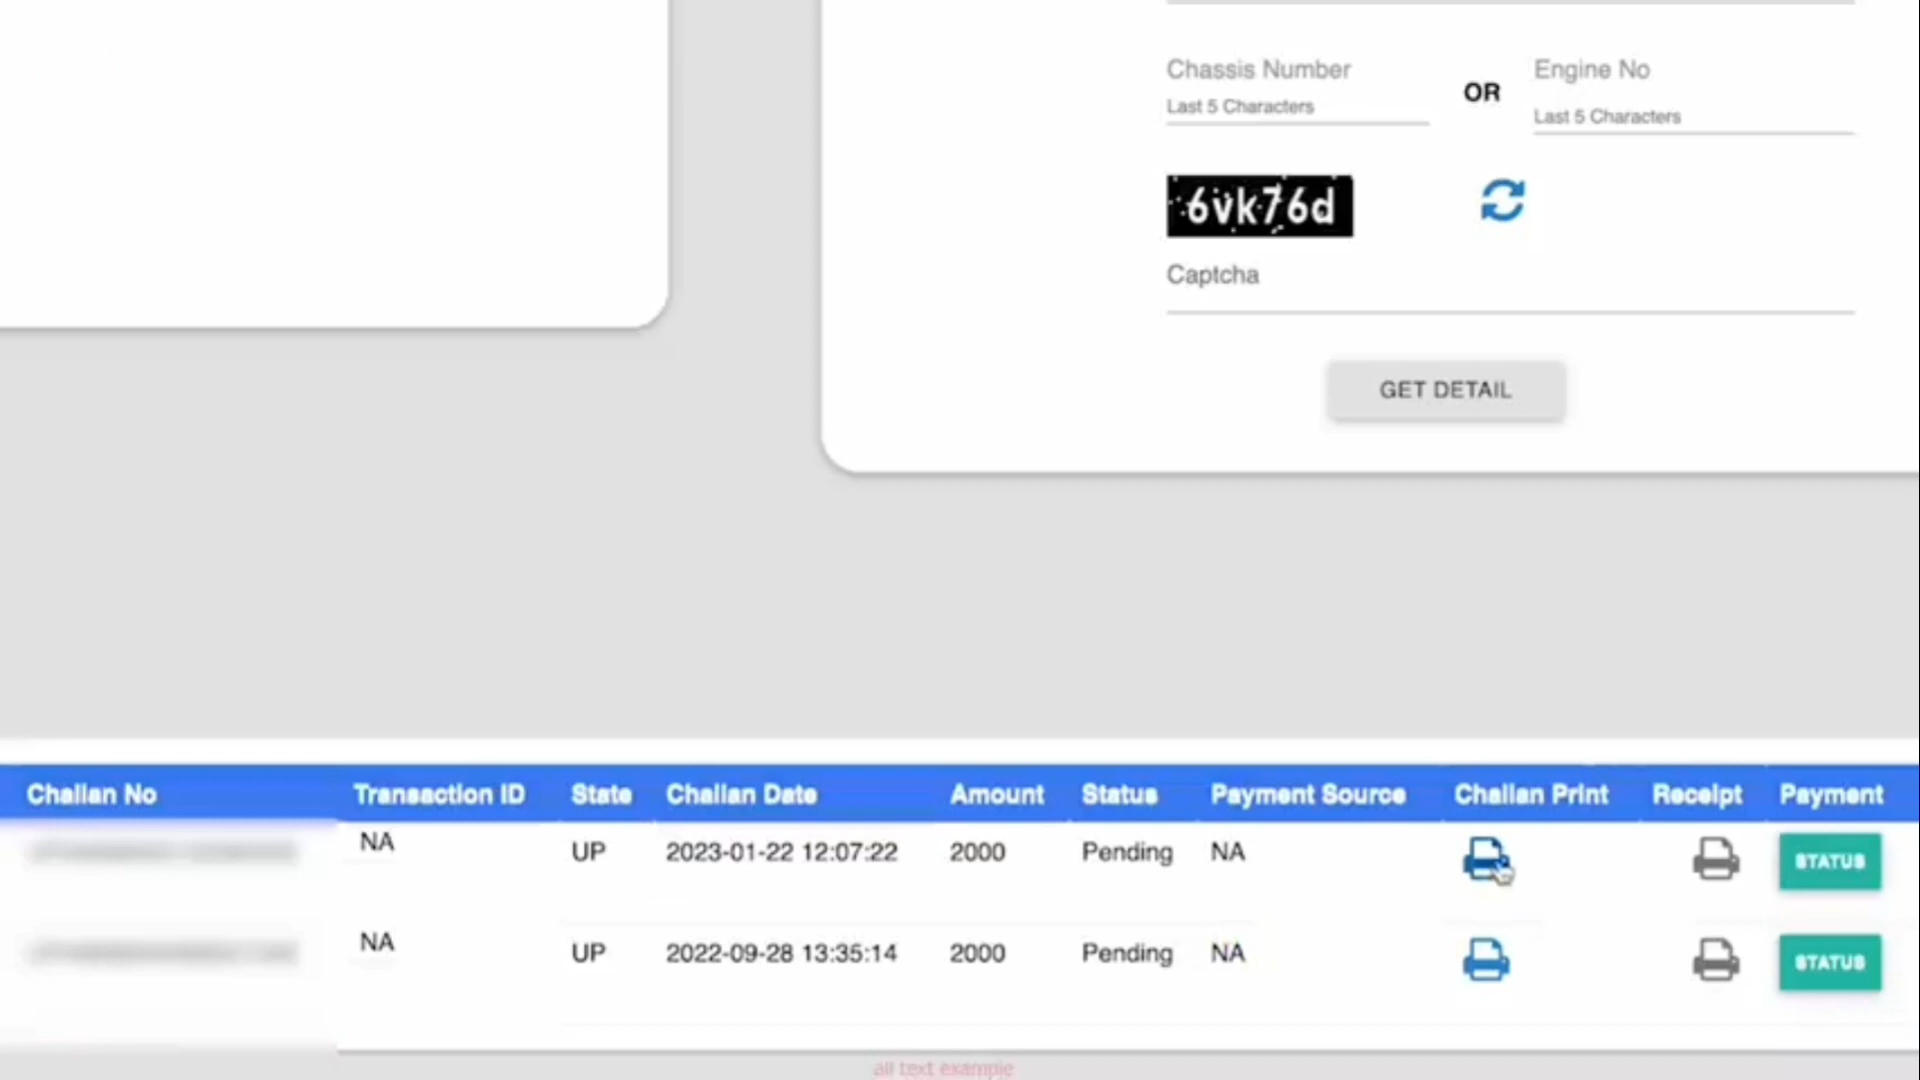 Chassis Number
Last 5 Characters
OR
Engine No
Last 5 Characters
6vk76d
Captcha
GET DETAIL
Challan No Transaction ID State Challan Date Amount Status Payment Source Challan Print Receipt Payment
NA UP 2023-01-22 12:07:22 2000 Pending NA STATUS
NA UP 2022-09-28 13:35:14 2000 Pending NA STATUS
all text example